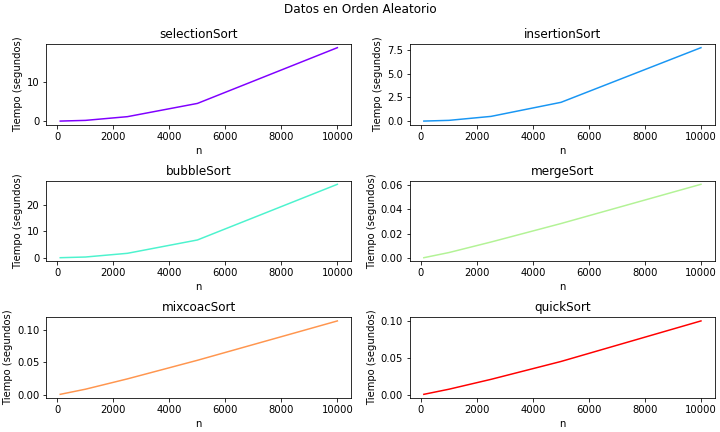 Datos en Orden Aleatorio
selectionSort
Tiempo (segundos)
10
0
0 2000 4000 6000 8000 10000
n
insertionSort
Tiempo (segundos)
7.5
5.0
2.5
0.0
0 2000 4000 6000 8000 10000
n
bubbleSort
Tiempo (segundos)
20
10
0
0 2000 4000 6000 8000 10000
n
mergeSort
Tiempo (segundos)
0.06
0.04
0.02
0.00
0 2000 4000 6000 8000 10000
n
mixcoacSort
Tiempo (segundos)
0.10
0.05
0.00
0 2000 4000 6000 8000 10000
n
quickSort
Tiempo (segundos)
0.10
0.05
0.00
0 2000 4000 6000 8000 10000
n